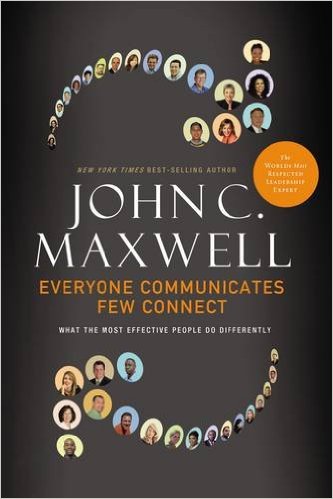 The
World's Most
Respected
Leadership
Expert
NEW YORK TIMES BEST-SELLING AUTHOR
JOHN C.
MAXWELL
EVERYONE COMMUNICATES
FEW CONNECT
WHAT THE MOST EFFECTIVE PEOPLE DO DIFFERENTLY